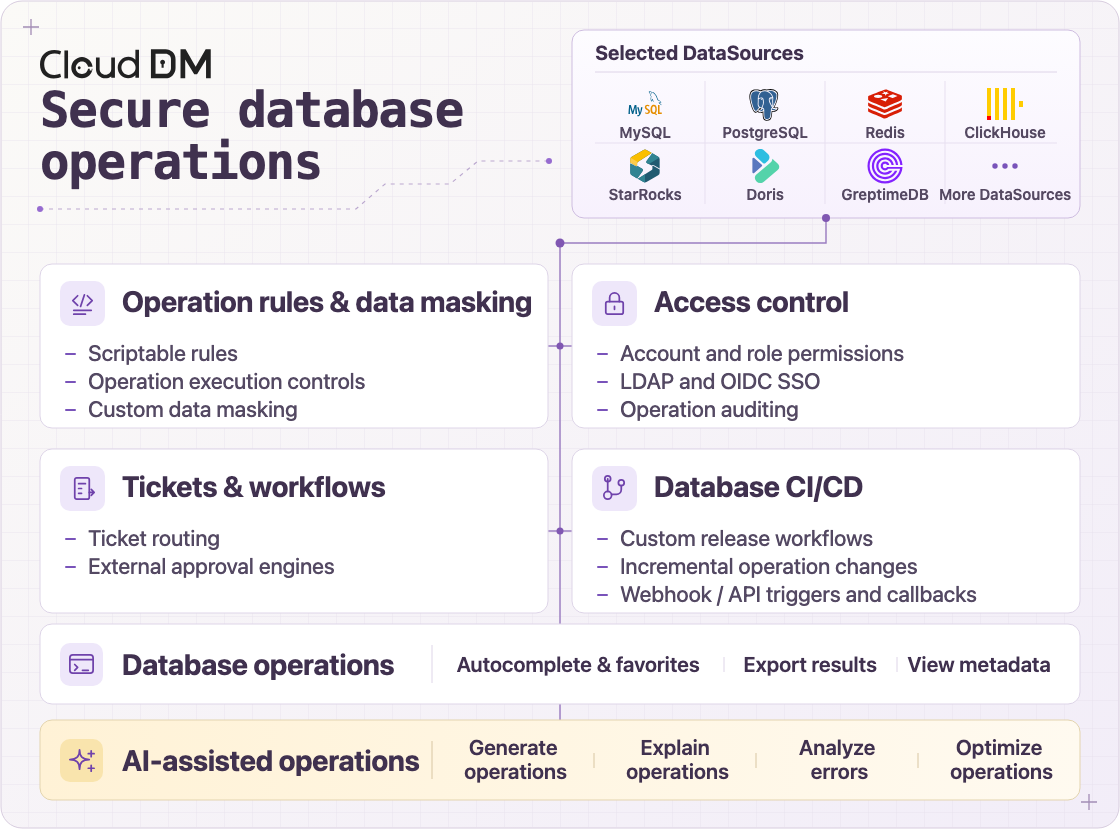 Cloud DM
Secure database
operations
Selected DataSources
MySQL
MySQL
PostgreSQL
Redis
ClickHouse
StarRocks
Doris
GreptimeDB
More DataSources
Operation rules & data masking
– Scriptable rules
– Operation execution controls
– Custom data masking
Access control
– Account and role permissions
– LDAP and OIDC SSO
– Operation auditing
Tickets & workflows
– Ticket routing
– External approval engines
Database CI/CD
– Custom release workflows
– Incremental operation changes
– Webhook / API triggers and callbacks
Database operations
Autocomplete & favorites
Export results
View metadata
AI-assisted operations
Generate
operations
Explain
operations
Analyze
errors
Optimize
operations